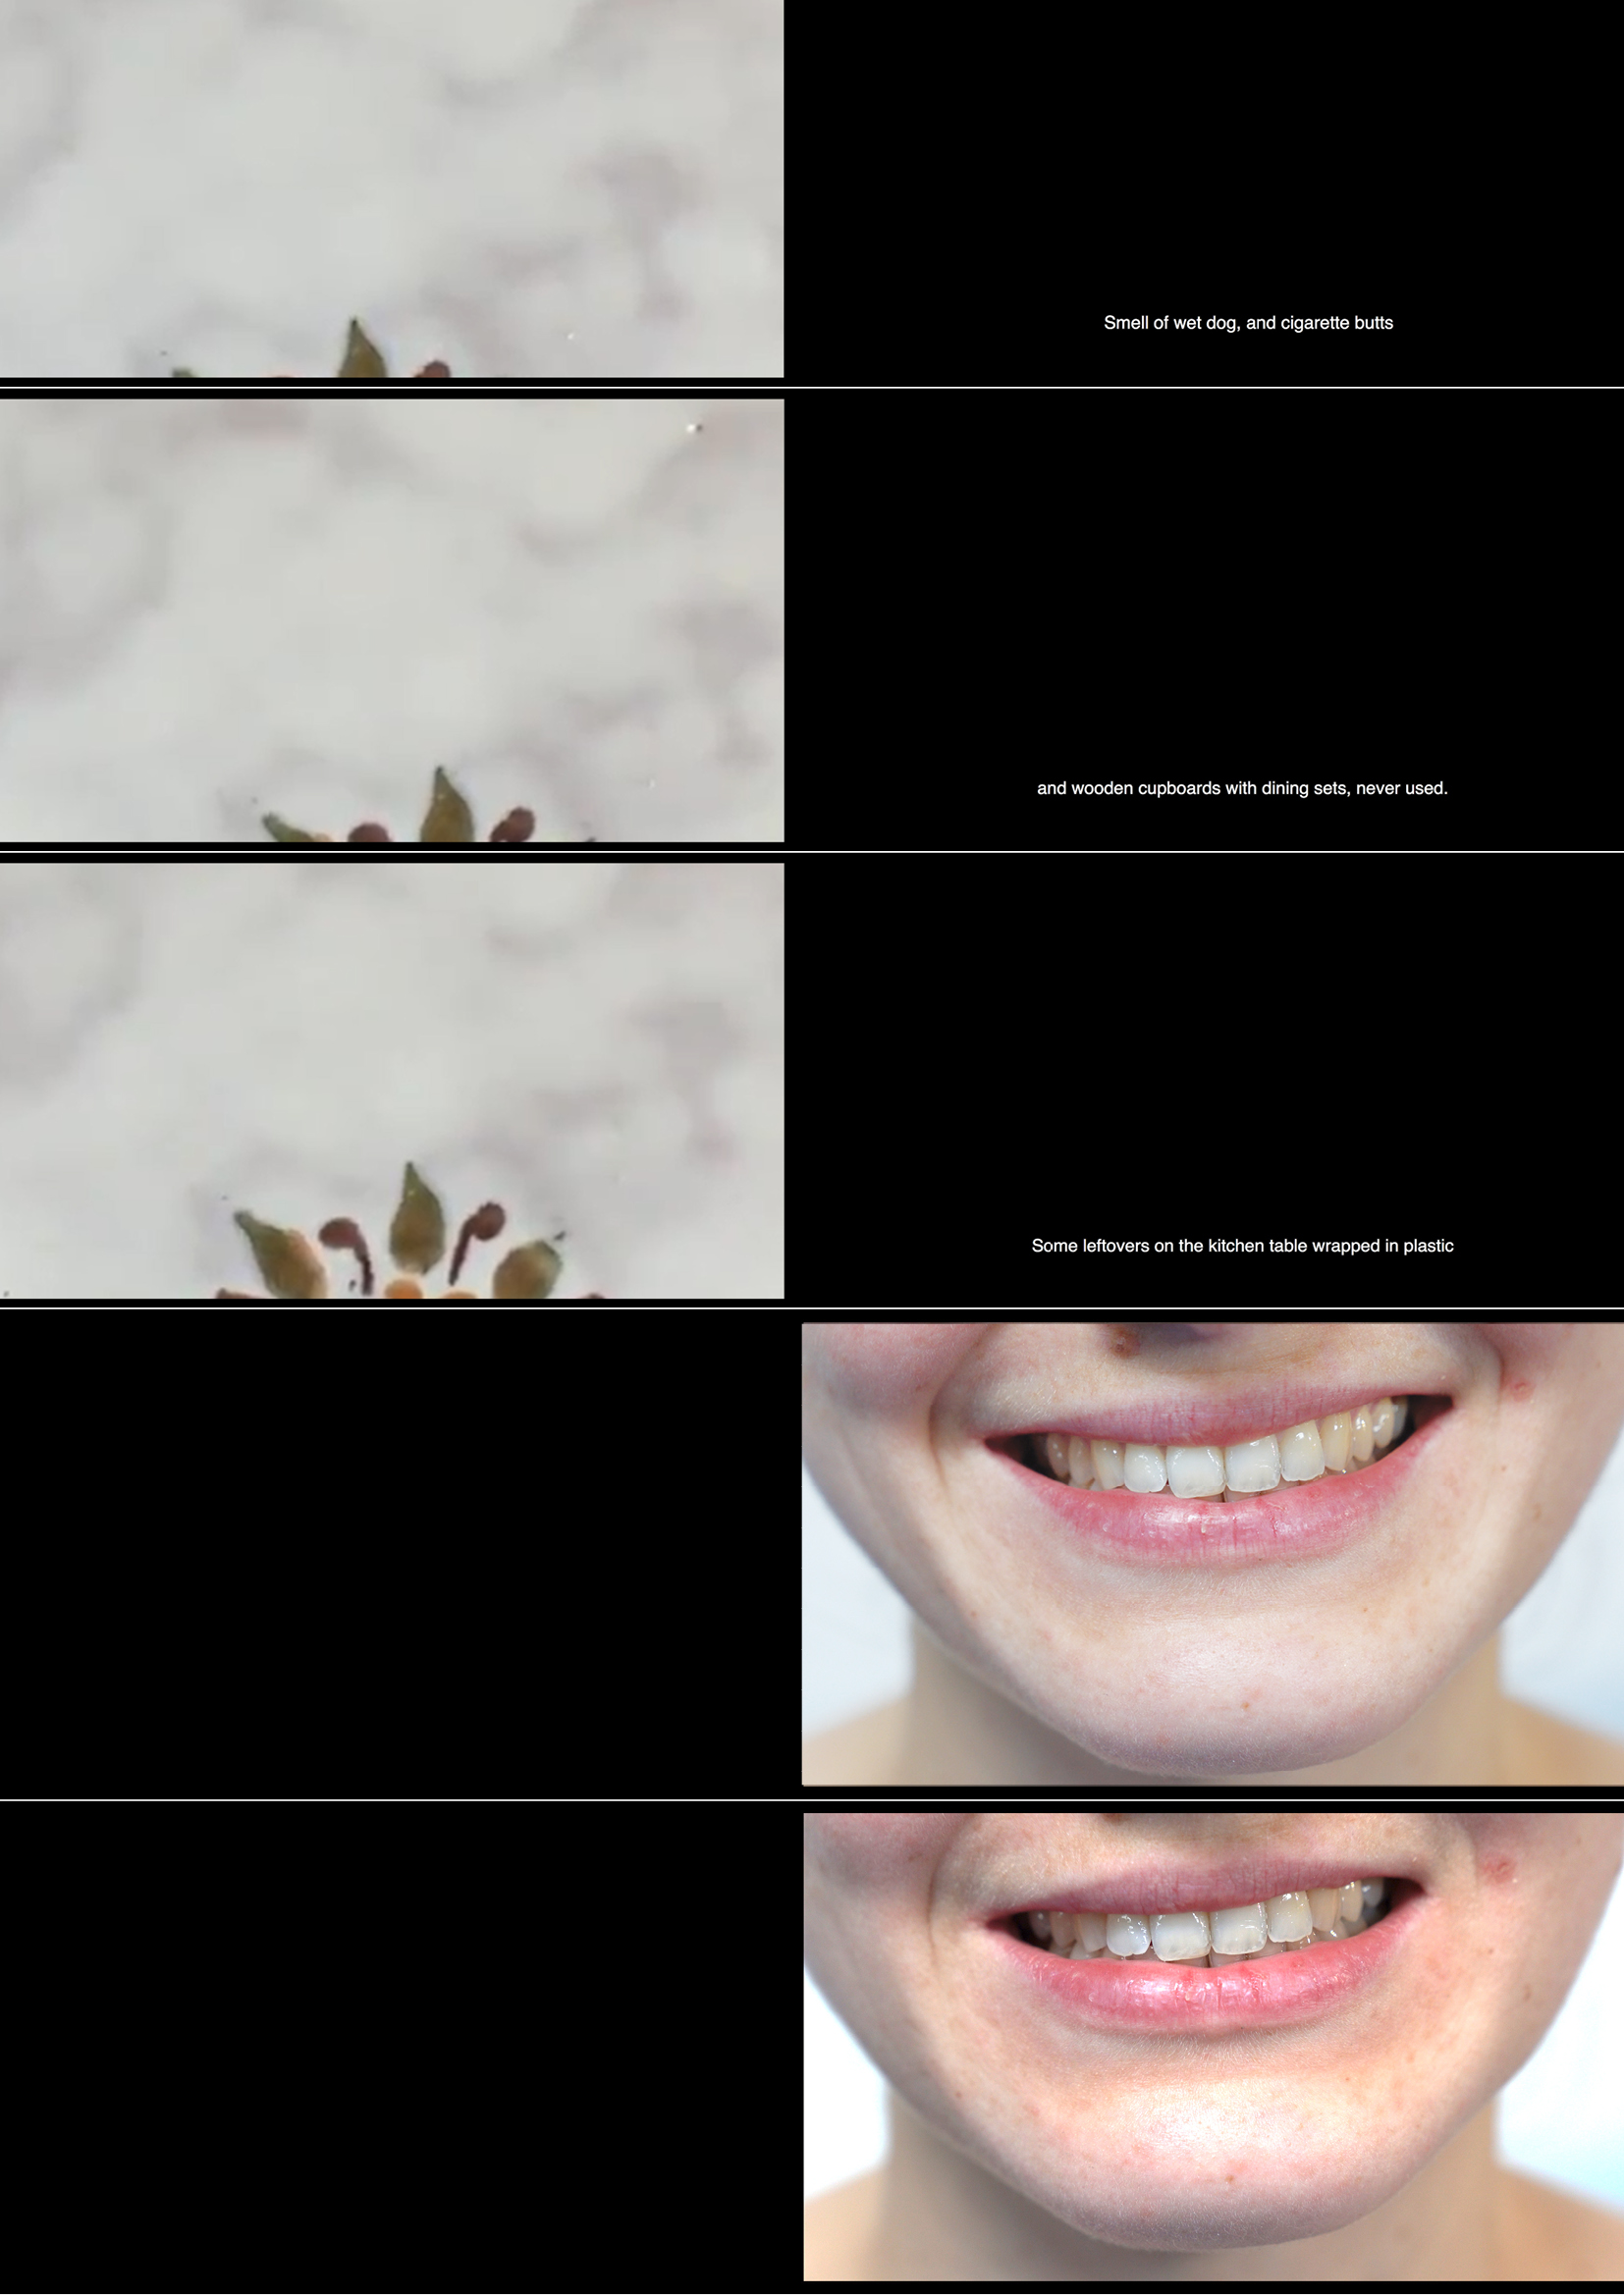 Smell of wet dog, and cigarette butts
and wooden cupboards with dining sets, never used.
Some leftovers on the kitchen table wrapped in plastic